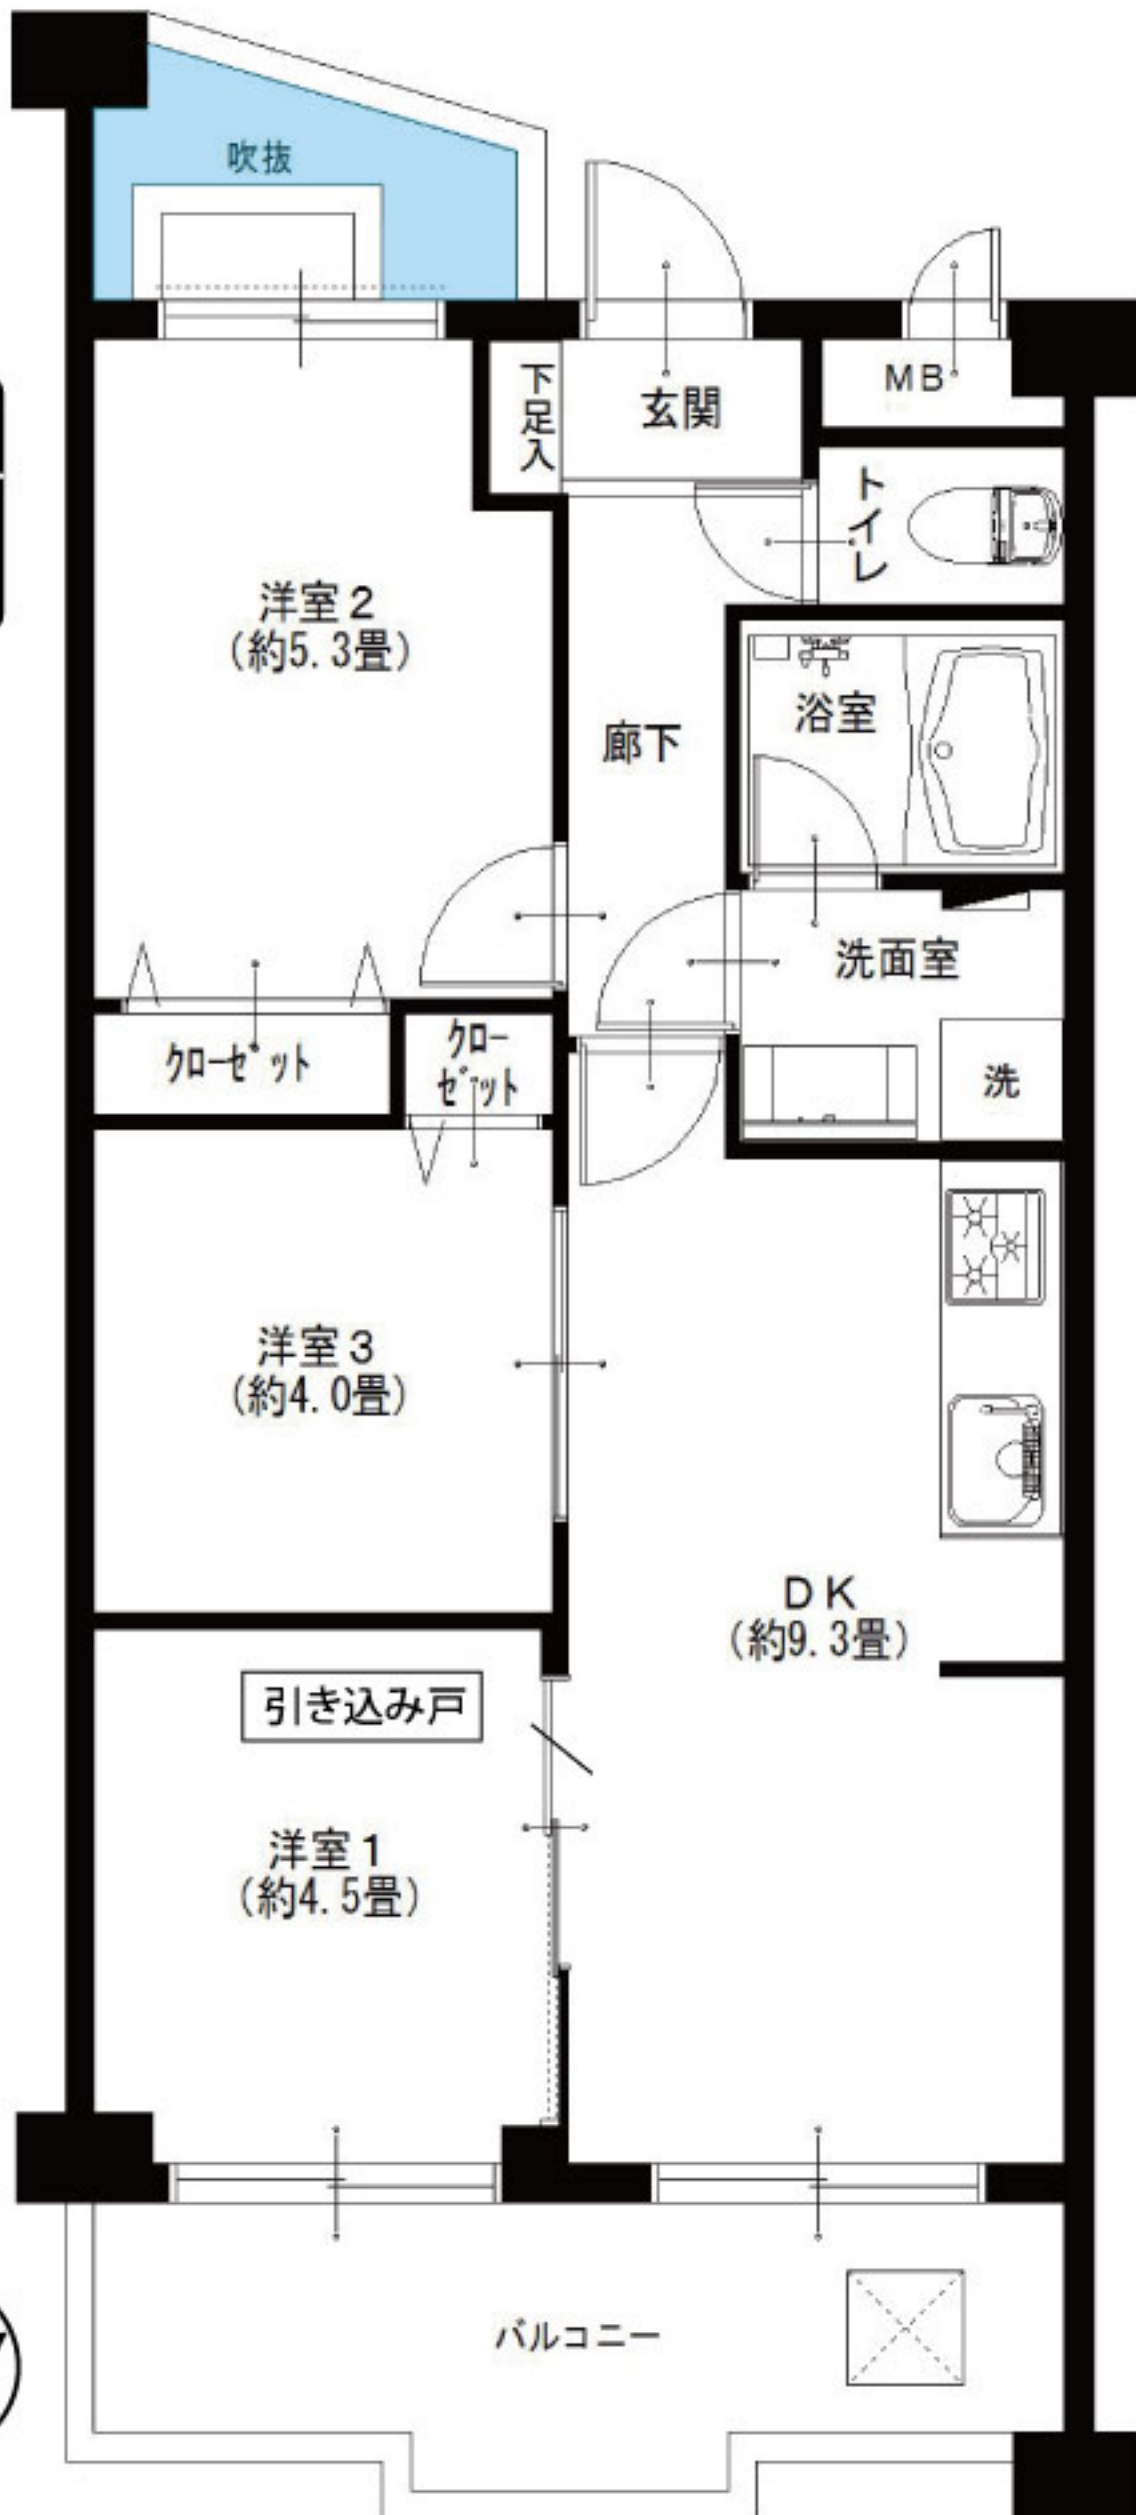 吹抜
下足入
玄関
MB
トイレ
洋室2
(約5.3畳)
浴室
廊下
洗面室
クローゼット
クロー
ゼット
洗
洋室3
(約4.0畳)
DK
(約9.3畳)
引き込み戸
洋室1
(約4.5畳)
バルコニー